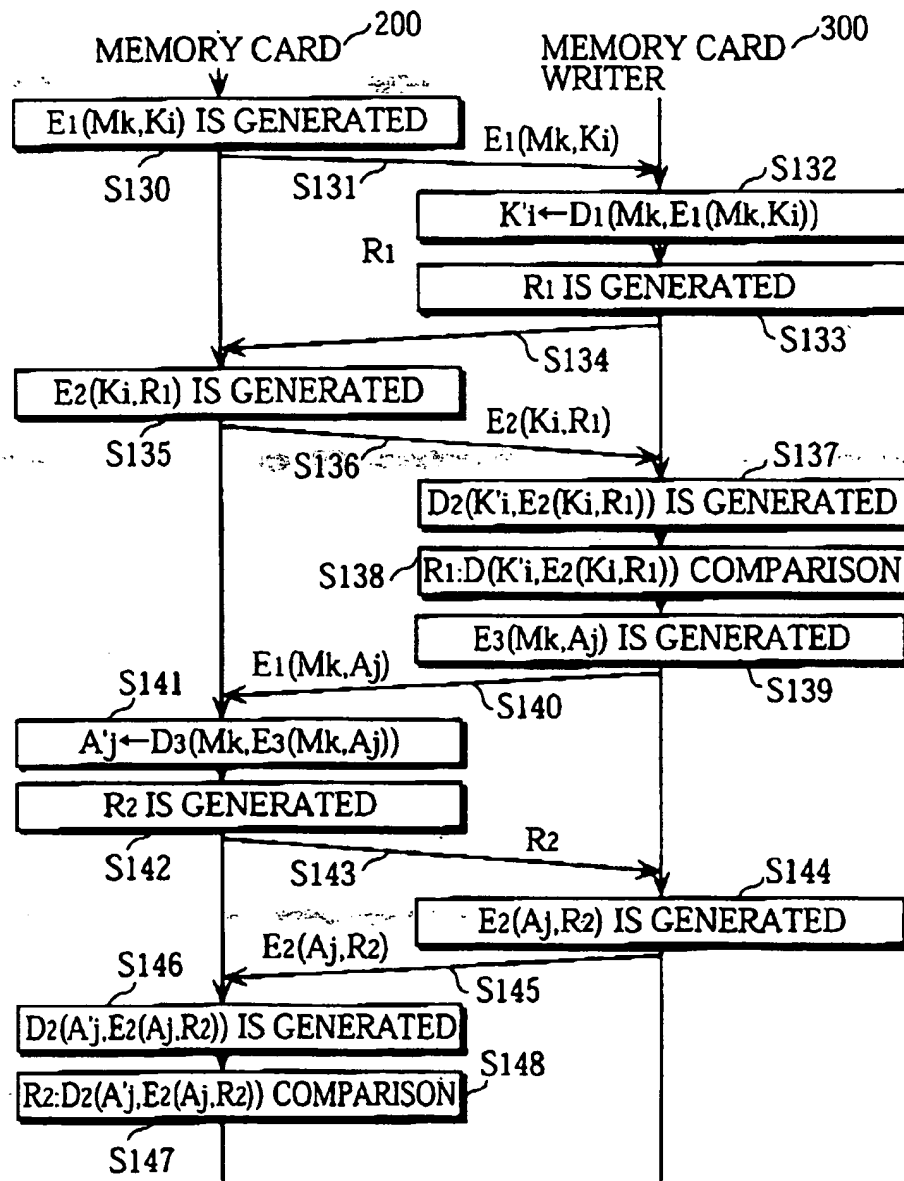 MEMORY CARD 200
MEMORY CARD WRITER 300
E1(Mk,Ki) IS GENERATED
S130
S131
E1(Mk,Ki)
S132
K'i←D1(Mk,E1(Mk,Ki))
R1
R1 IS GENERATED
S133
S134
E2(Ki,R1) IS GENERATED
S135
S136
E2(Ki,R1)
S137
D2(K'i,E2(Ki,R1)) IS GENERATED
S138
R1:D(K'i,E2(Ki,R1)) COMPARISON
E3(Mk,Aj) IS GENERATED
S139
E1(Mk,Aj)
S140
S141
A'j←D3(Mk,E3(Mk,Aj))
R2 IS GENERATED
S142
S143
R2
S144
E2(Aj,R2) IS GENERATED
E2(Aj,R2)
S145
S146
D2(A'j,E2(Aj,R2)) IS GENERATED
R2:D2(A'j,E2(Aj,R2)) COMPARISON
S148
S147